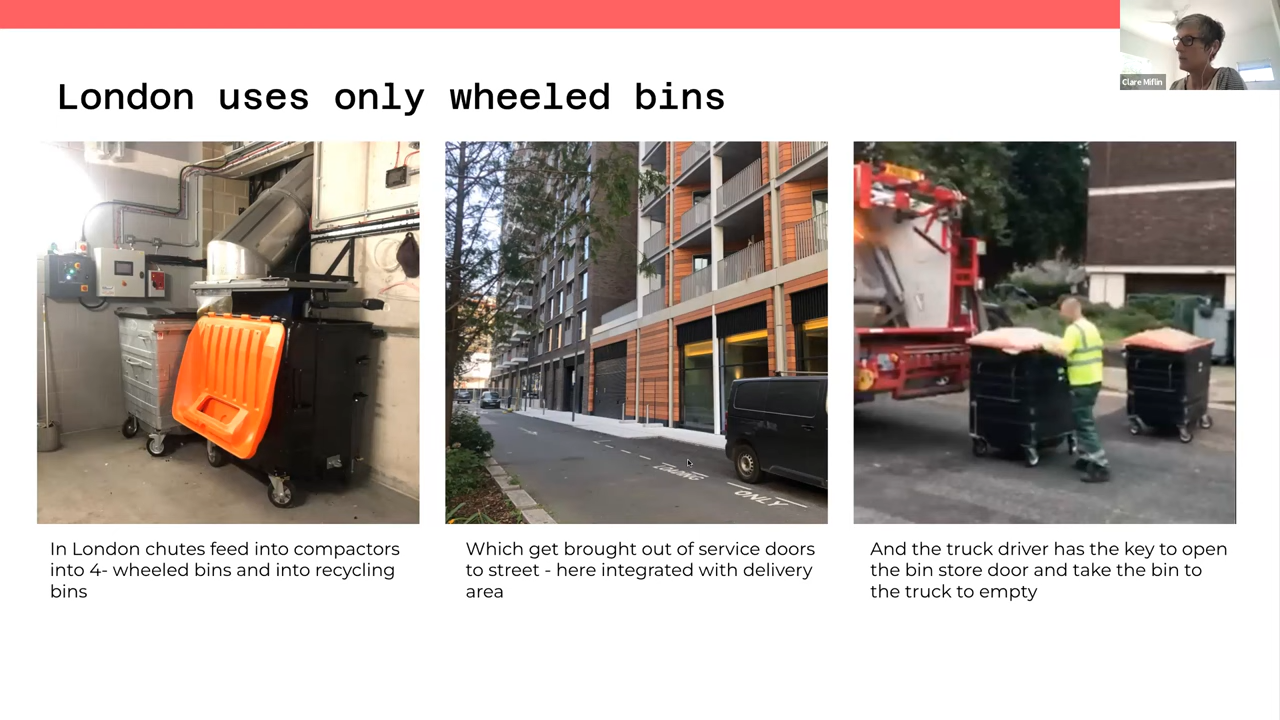 Clare Miflin
London uses only wheeled bins
LOADING
ONLY
In London chutes feed into compactors
into 4- wheeled bins and into recycling
bins
Which get brought out of service doors
to street - here integrated with delivery
area
And the truck driver has the key to open
the bin store door and take the bin to
the truck to empty